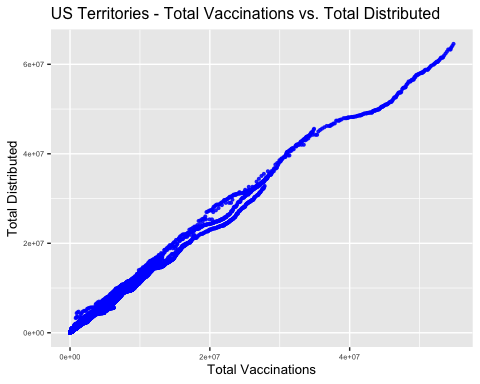 US Territories - Total Vaccinations vs. Total Distributed
6e+07
4e+07
2e+07
0e+00
Total Distributed
0e+00 2e+07 4e+07
Total Vaccinations